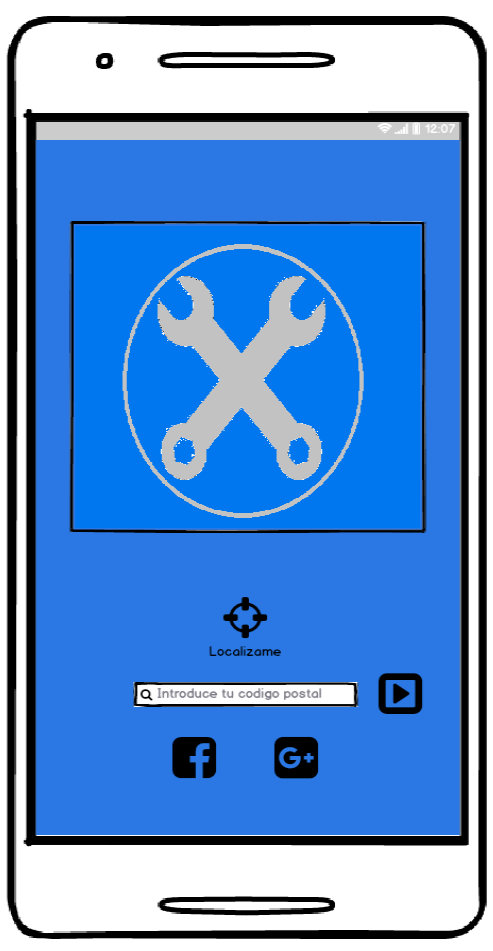 12:07
Localizame
Introduce tu codigo postal
G+